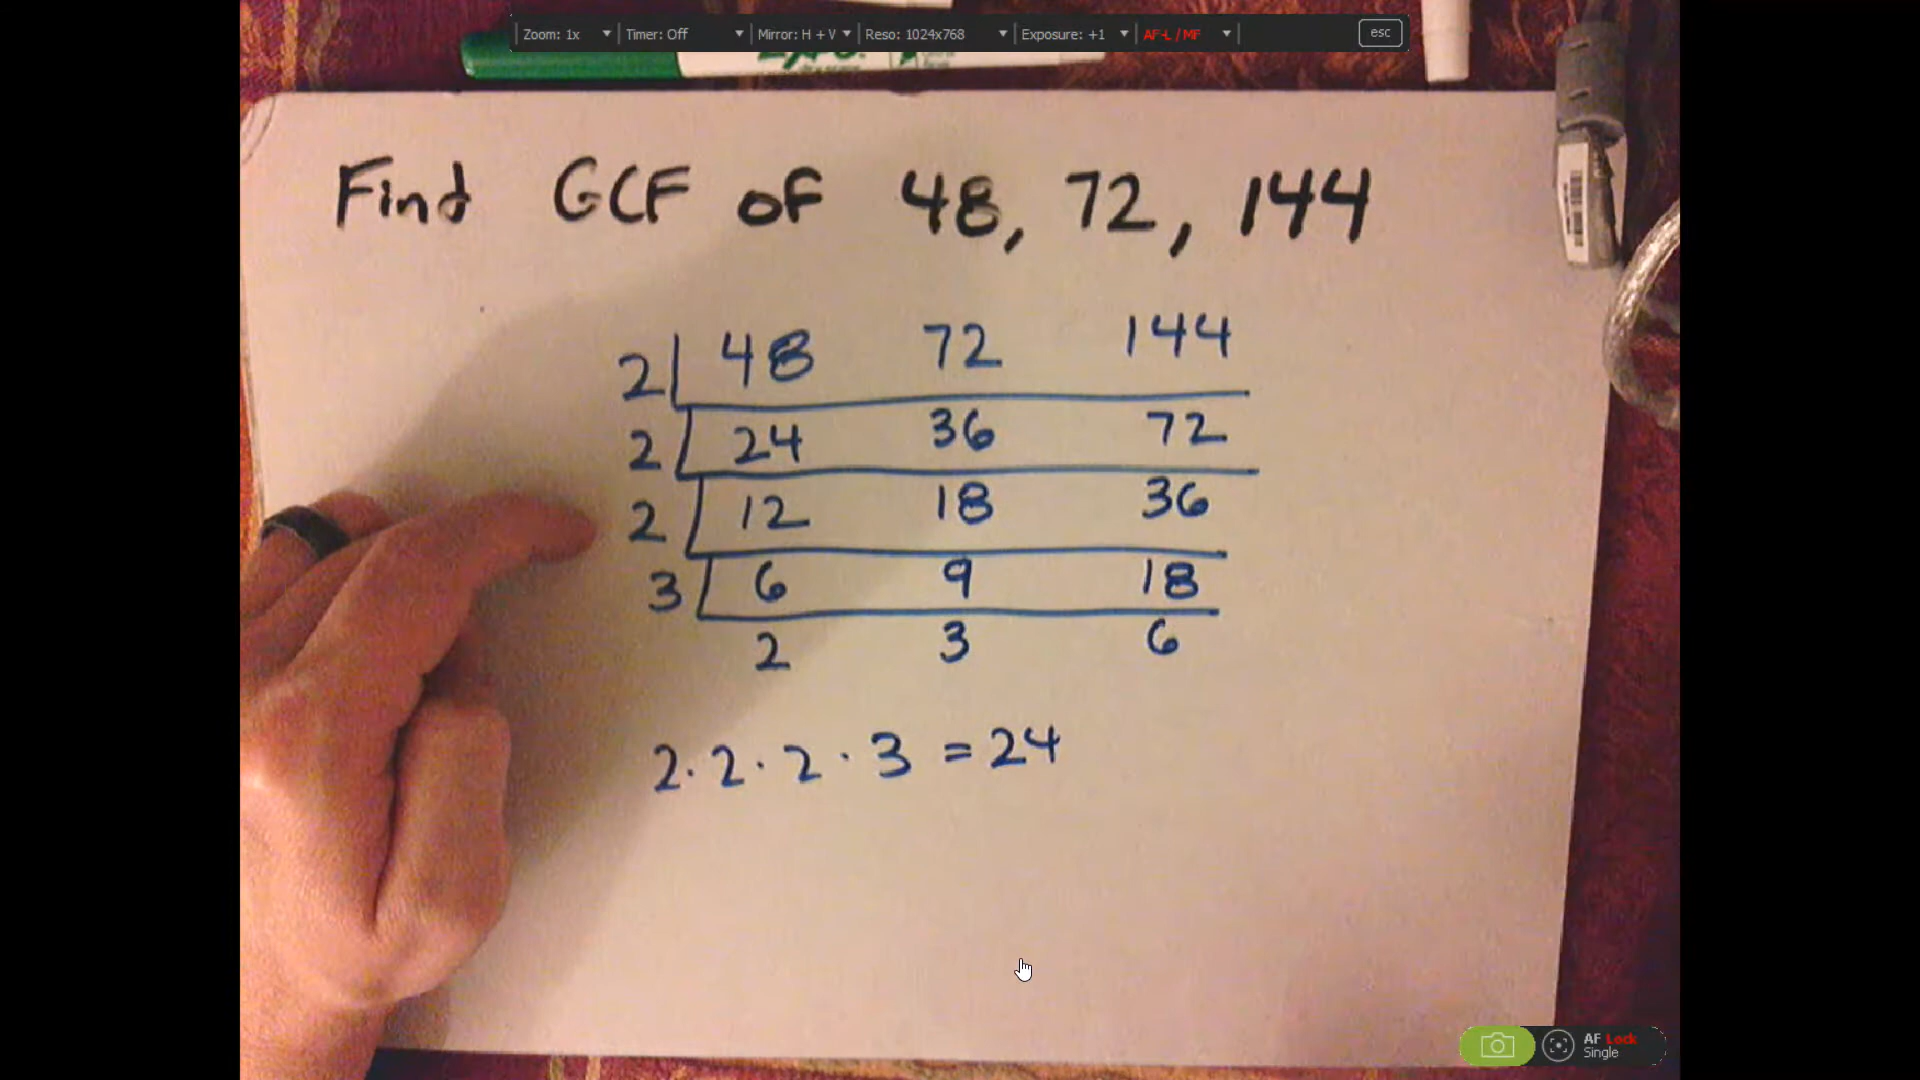 Zoom: 1x Timer: Off Mirror: H + V Reso: 1024x768 Exposure: +1 AF-L / MF esc
Find GCF of 48, 72, 144
2 48 72 144
2 24 36 72
2 12 18 36
3 6 9 18
2 3 6
2 · 2 · 2 · 3 = 24
AF Lock
Single